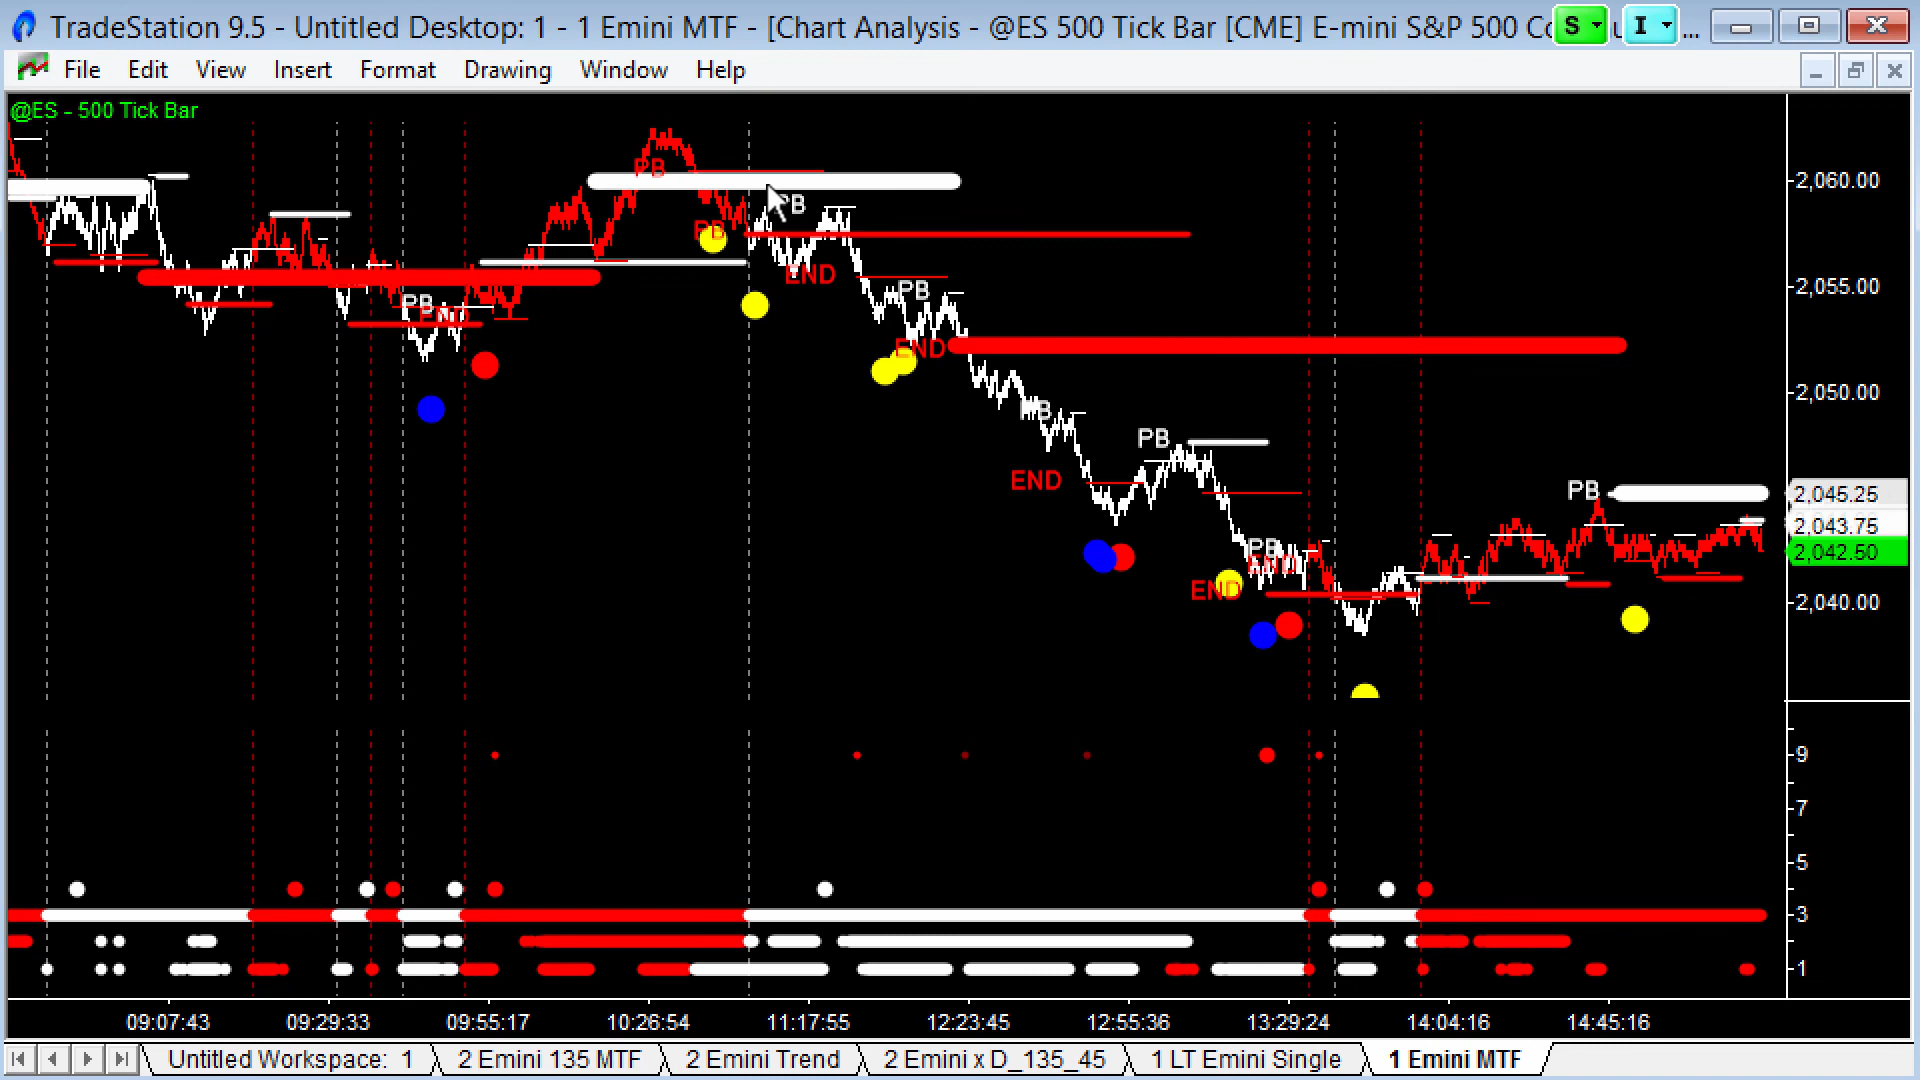 TradeStation 9.5 - Untitled Desktop: 1 - 1 Emini MTF - [Chart Analysis - @ES 500 Tick Bar [CME] E-mini S&P 500 Co
S I ...
File Edit View Insert Format Drawing Window Help
@ES - 500 Tick Bar
PB
2,060.00
PB
PB
END
2,055.00
PB
PB
END
END
2,050.00
PB
PB
END
PB
2,045.25
2,043.75
2,042.50
PB
END
END
2,040.00
9
7
5
3
1
09:07:43 09:29:33 09:55:17 10:26:54 11:17:55 12:23:45 12:55:36 13:29:24 14:04:16 14:45:16
Untitled Workspace: 1 2 Emini 135 MTF 2 Emini Trend 2 Emini x D_135_45 1 LT Emini Single 1 Emini MTF